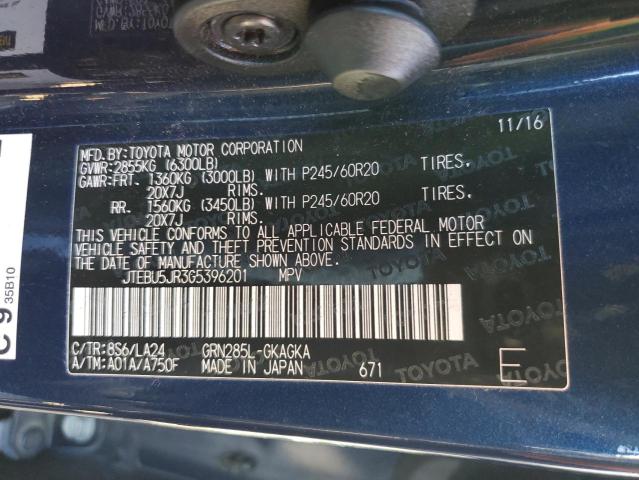 11/16
MFD.BY:TOYOTA MOTOR CORPORATION
GVWR:2855KG (6300LB)
GAWR:FRT. 1360KG (3000LB) WITH P245/60R20 TIRES,
20X7J RIMS.
RR. 1560KG (3450LB) WITH P245/60R20 TIRES,
20X7J RIMS.
THIS VEHICLE CONFORMS TO ALL APPLICABLE FEDERAL MOTOR
VEHICLE SAFETY AND THEFT PREVENTION STANDARDS IN EFFECT ON
THE DATE OF MANUFACTURE SHOWN ABOVE.
JTEBU5JR3G5396201 MPV
C/TR:8S6/LA24 GRN285L-GKAGKA
A/TM:A01A/A750F MADE IN JAPAN 671
E
C 9
35B10
TOYOTA